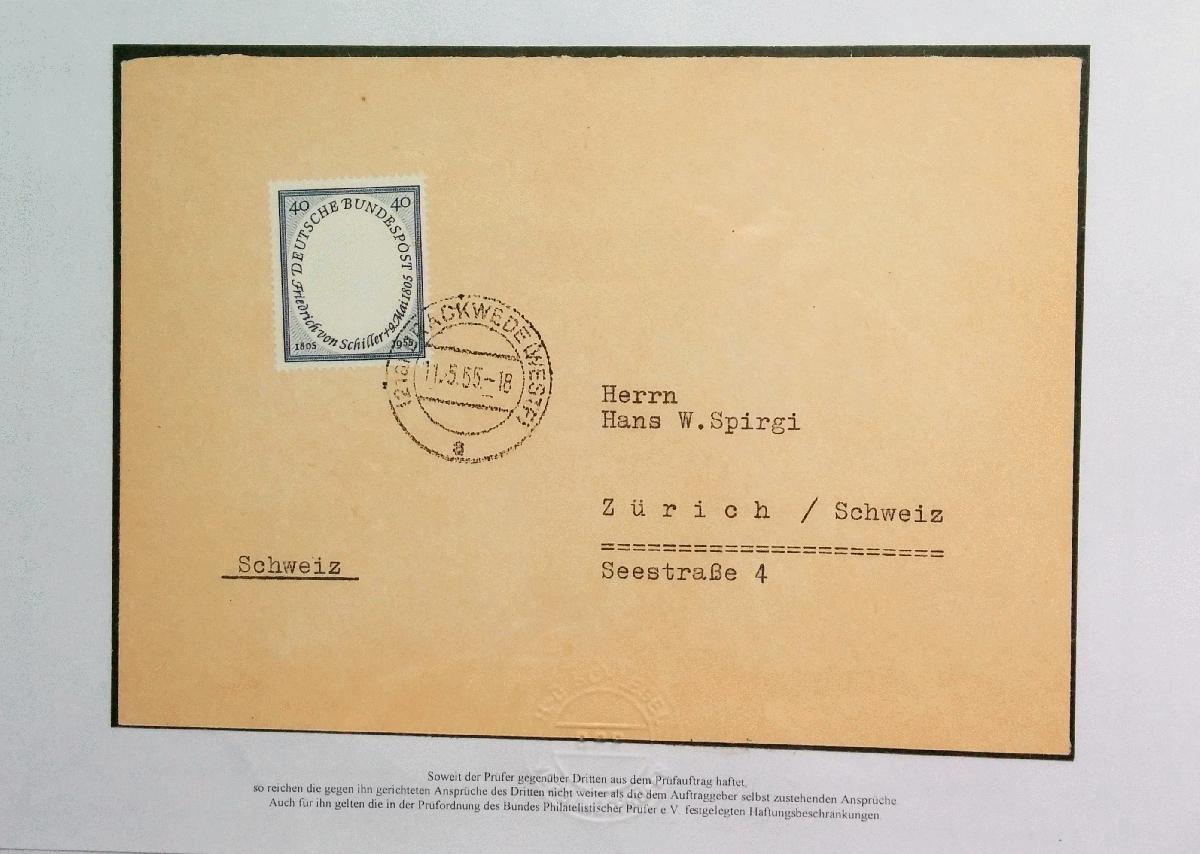 40 40
DEUTSCHE BUNDESPOST
Friedrich von Schiller + 9. Mai 1805
1805 1955
BRACKWEDE (WESTF)
11.5.55.-18
a
Herrn
Hans W.Spirgi
Z ü r i c h / Schweiz
======================
Schweiz
Seestraße 4
Soweit der Prüfer gegenüber Dritten aus dem Prüfauftrag haftet,
so reichen die gegen ihn gerichteten Ansprüche des Dritten nicht weiter als die dem Auftraggeber selbst zustehenden Ansprüche.
Auch für ihn gelten die in der Prüfordnung des Bundes Philatelistischer Prüfer e.V. festgelegten Haftungsbeschränkungen.